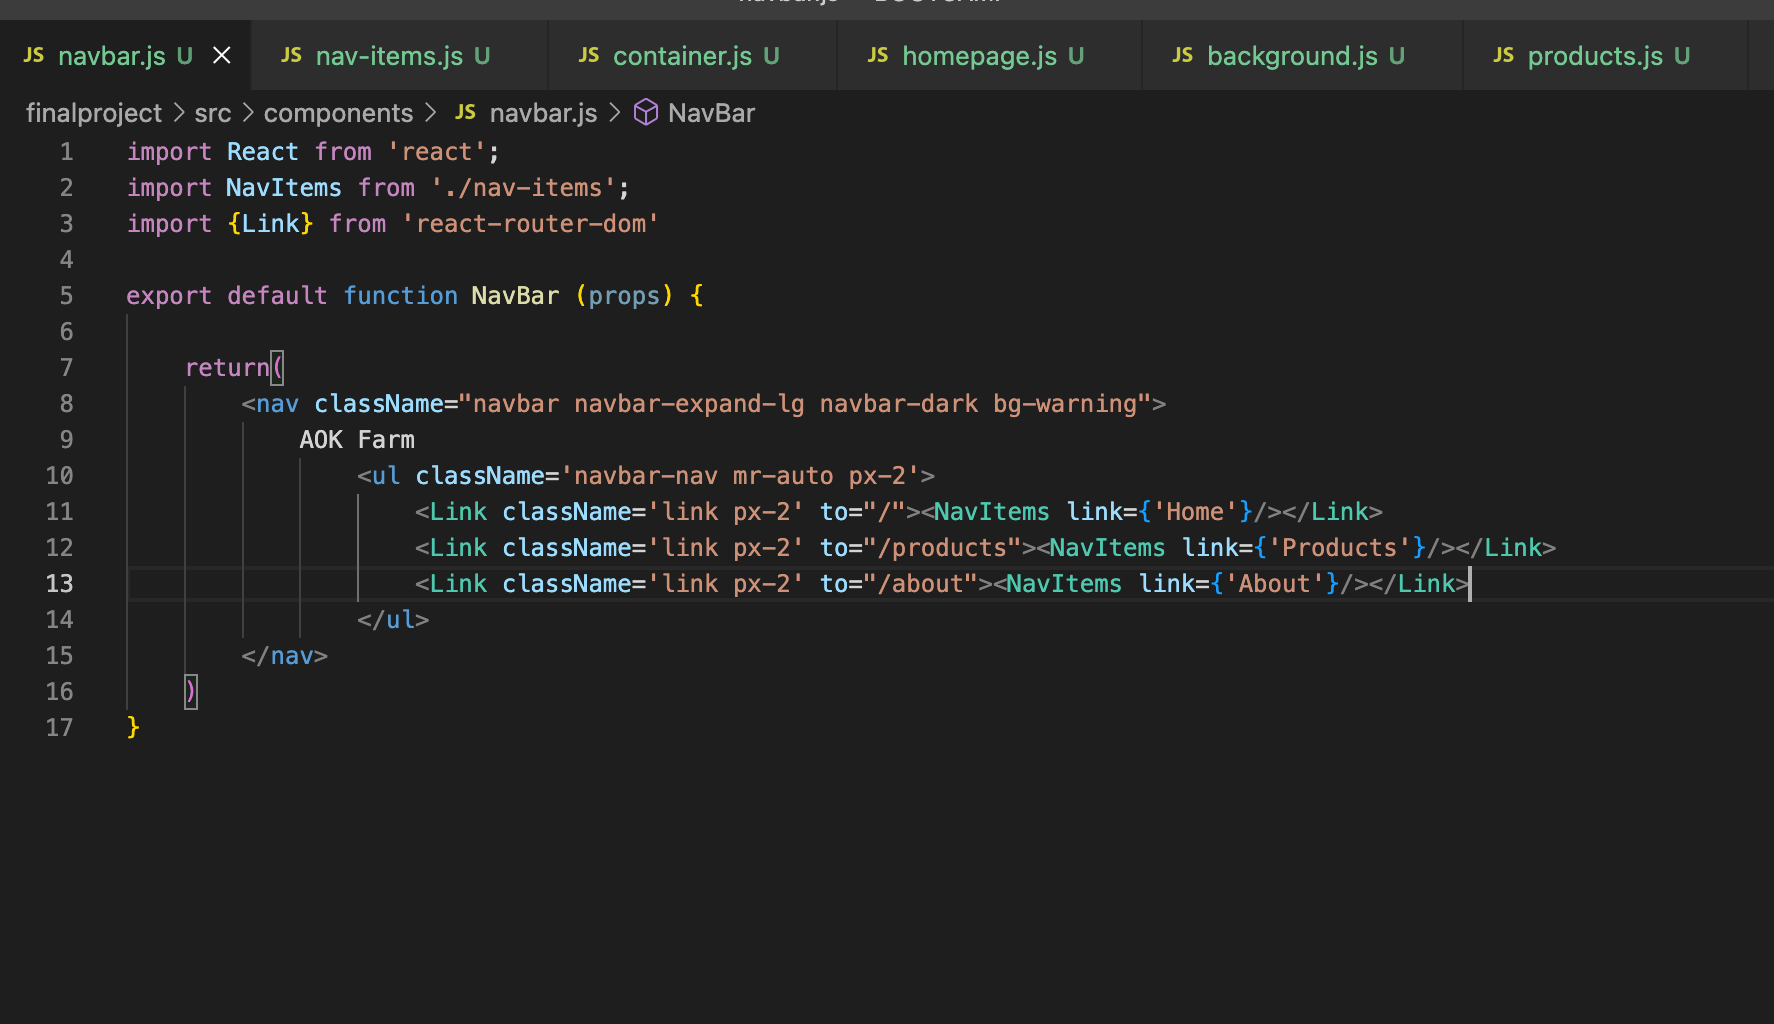 JS navbar.js U × JS nav-items.js U JS container.js U JS homepage.js U JS background.js U JS products.js U
finalproject > src > components > JS navbar.js > NavBar
1 import React from 'react';
2 import NavItems from './nav-items';
3 import {Link} from 'react-router-dom'
4
5 export default function NavBar (props) {
6
7     return(
8         <nav className="navbar navbar-expand-lg navbar-dark bg-warning">
9             AOK Farm
10                 <ul className='navbar-nav mr-auto px-2'>
11                     <Link className='link px-2' to="/"><NavItems link={'Home'}/></Link>
12                     <Link className='link px-2' to="/products"><NavItems link={'Products'}/></Link>
13                     <Link className='link px-2' to="/about"><NavItems link={'About'}/></Link>
14                 </ul>
15         </nav>
16     )
17 }